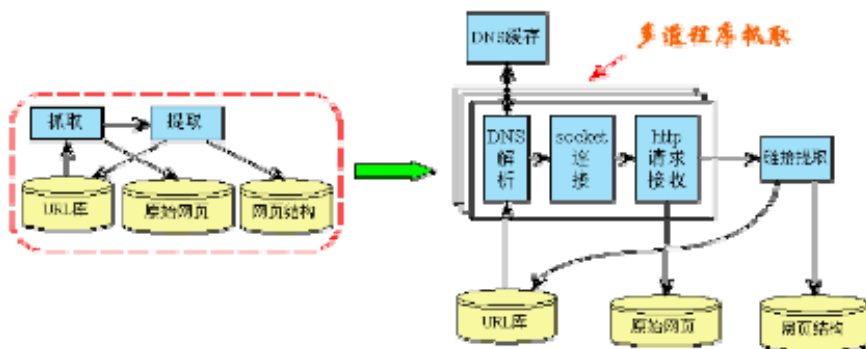 抓取
提取
URL库
原始网页
网页结构
DNS缓存
多道程序抓取
DNS
解
析
socket
连
接
http
请求
接收
链接提取
URL库
原始网页
网页结构